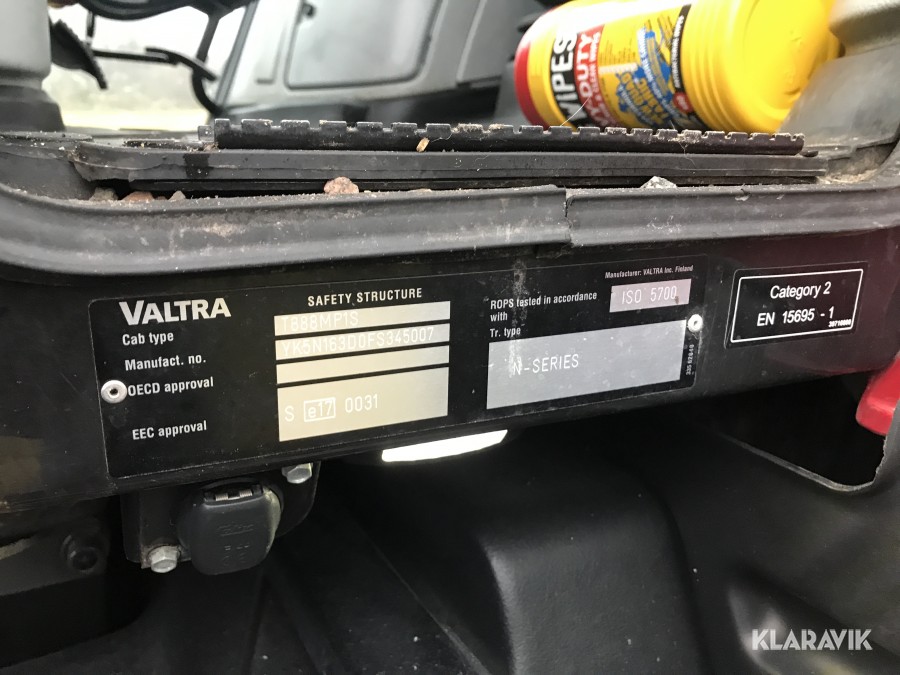 WIPES
VALTRA
SAFETY STRUCTURE
Cab type
T888MP1S
Manufact. no.
YK5N163D0FS345007
OECD approval
EEC approval
S e17 0031
Manufacturer: VALTRA Inc. Finland
ROPS tested in accordance
with
ISO 5700
Tr. type
N-SERIES
Category 2
EN 15695 - 1
KLARAVIK